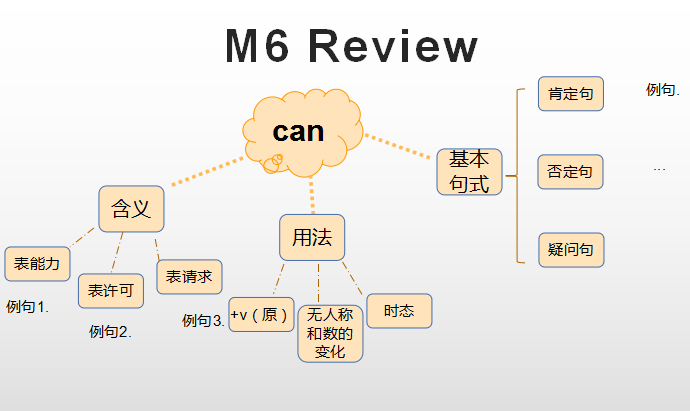 M6 Review
can
含义
表能力
例句1.
表许可
例句2.
表请求
例句3.
用法
+v（原）
无人称
和数的
变化
时态
基本
句式
肯定句
例句.
否定句
...
疑问句